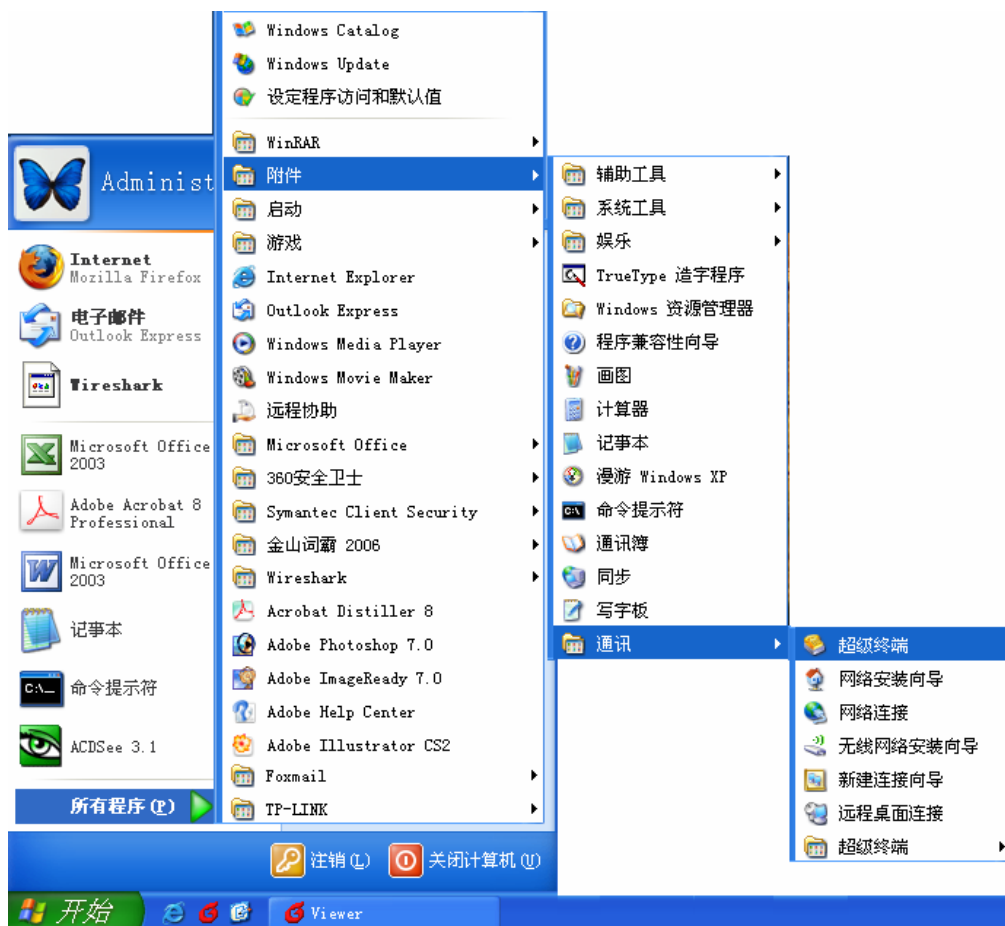 Administ
Internet
Mozilla Firefox
电子邮件
Outlook Express
Wireshark
Microsoft Office
2003
Adobe Acrobat 8
Professional
Microsoft Office
2003
记事本
命令提示符
ACDSee 3.1
所有程序(P)
Windows Catalog
Windows Update
设定程序访问和默认值
WinRAR
附件
启动
游戏
Internet Explorer
Outlook Express
Windows Media Player
Windows Movie Maker
远程协助
Microsoft Office
360安全卫士
Symantec Client Security
金山词霸 2006
Wireshark
Acrobat Distiller 8
Adobe Photoshop 7.0
Adobe ImageReady 7.0
Adobe Help Center
Adobe Illustrator CS2
Foxmail
TP-LINK
辅助工具
系统工具
娱乐
TrueType 造字程序
Windows 资源管理器
程序兼容性向导
画图
计算器
记事本
漫游 Windows XP
命令提示符
通讯簿
同步
写字板
通讯
超级终端
网络安装向导
网络连接
无线网络安装向导
新建连接向导
远程桌面连接
超级终端
注销(L)
关闭计算机(U)
开始
Viewer